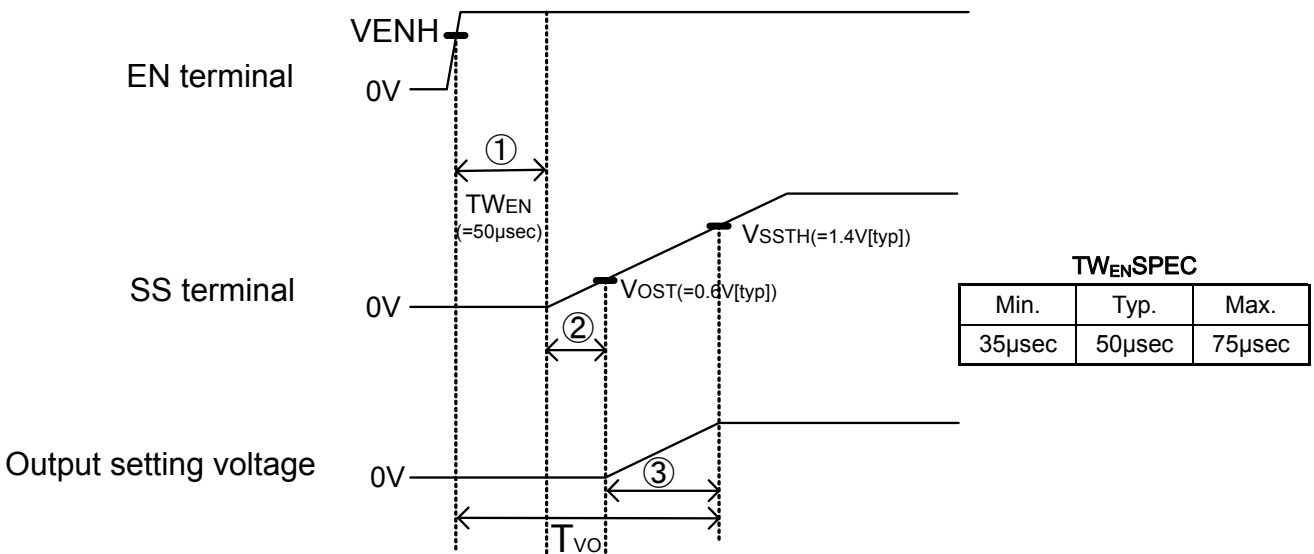 VENH
EN terminal
0V
①
TWEN
(=50µsec)
VSSTH(=1.4V[typ])
SS terminal
0V
VOST(=0.6V[typ])
②
TWENSPEC
Min. Typ. Max.
35µsec 50µsec 75µsec
Output setting voltage
0V
③
TVO